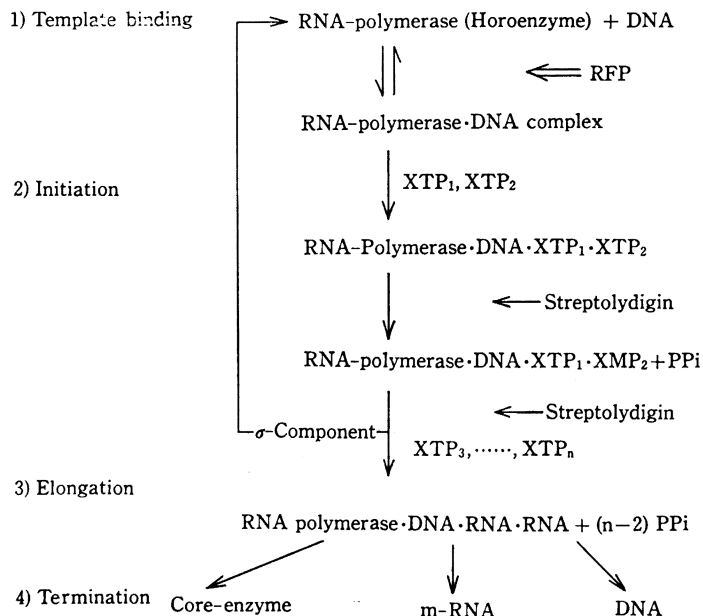 1) Template binding
RNA-polymerase (Horoenzyme) + DNA
RFP
RNA-polymerase·DNA complex
2) Initiation
XTP₁, XTP₂
RNA-Polymerase·DNA·XTP₁·XTP₂
Streptolydigin
RNA-polymerase·DNA·XTP₁·XMP₂+PPi
Streptolydigin
σ-Component
XTP₃,······, XTPₙ
3) Elongation
RNA polymerase·DNA·RNA·RNA + (n−2) PPi
4) Termination
Core-enzyme
m-RNA
DNA